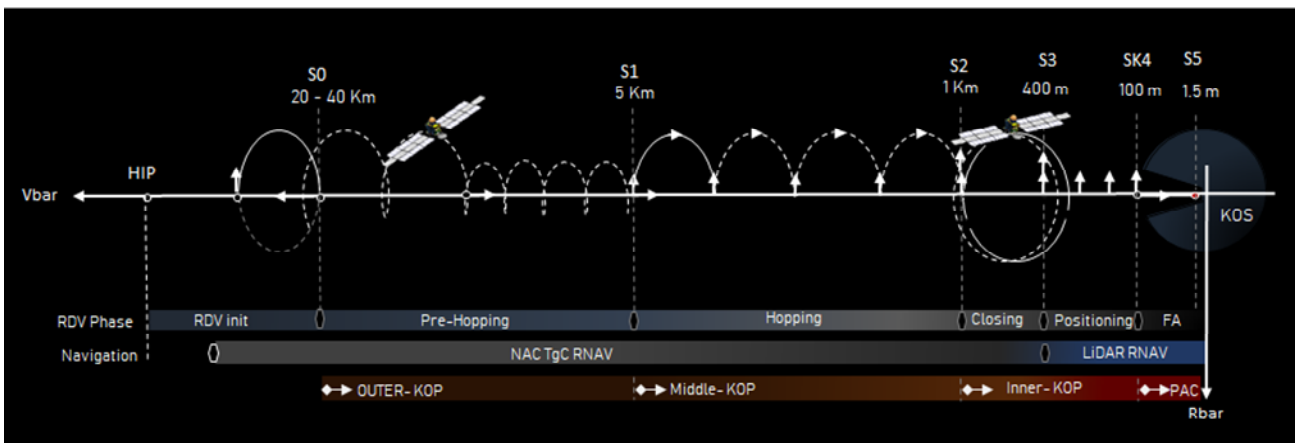 S0
20 - 40 Km
S1
5 Km
S2
1 Km
S3
400 m
SK4
100 m
S5
1.5 m
HIP
Vbar
KOS
RDV Phase
RDV init
Pre-Hopping
Hopping
Closing
Positioning
FA
Navigation
NAC TgC RNAV
LiDAR RNAV
OUTER-KOP
Middle-KOP
Inner-KOP
PAC
Rbar